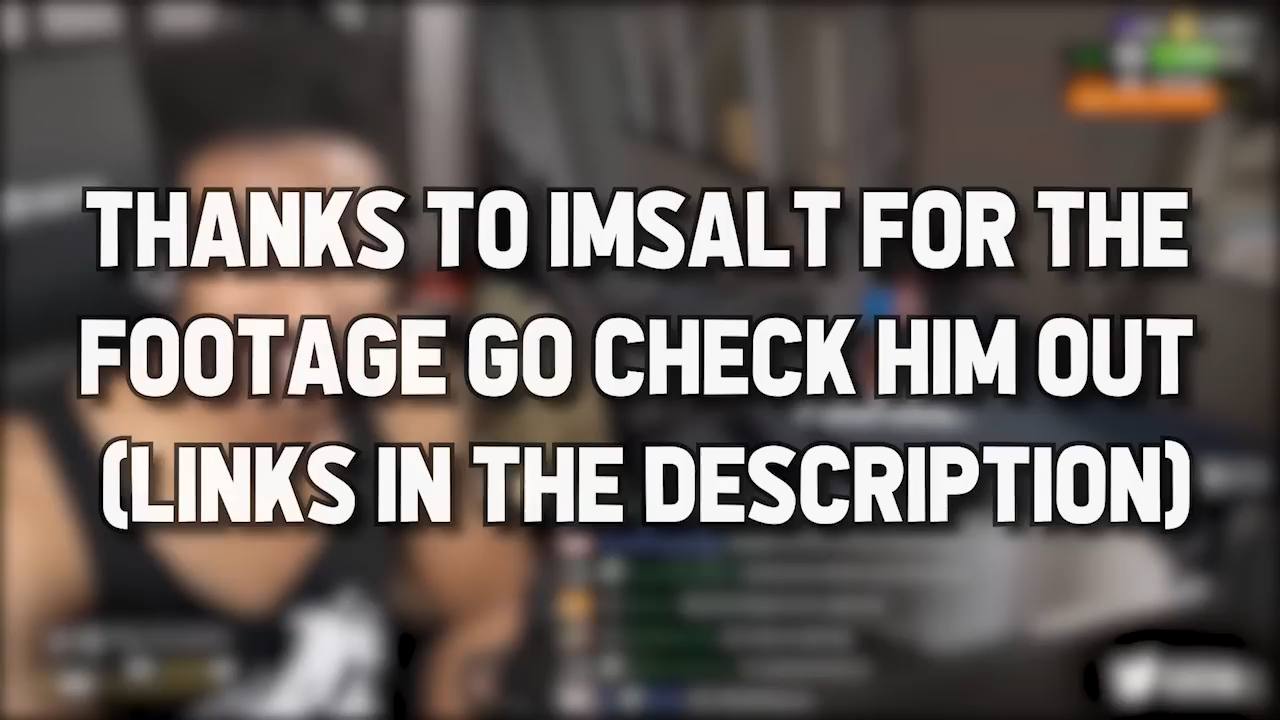 THANKS TO IMSALT FOR THE
FOOTAGE GO CHECK HIM OUT
(LINKS IN THE DESCRIPTION)